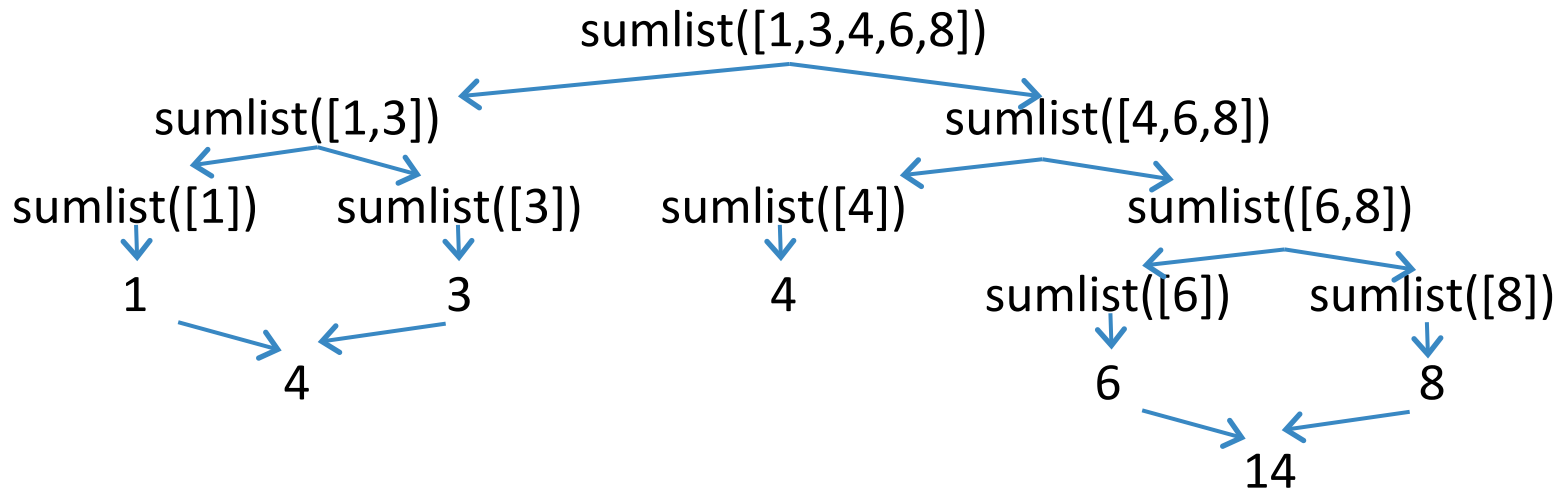 sumlist([1,3,4,6,8])
sumlist([1,3]) sumlist([4,6,8])
sumlist([1]) sumlist([3]) sumlist([4]) sumlist([6,8])
1 3 4 sumlist([6]) sumlist([8])
4 6 8
14